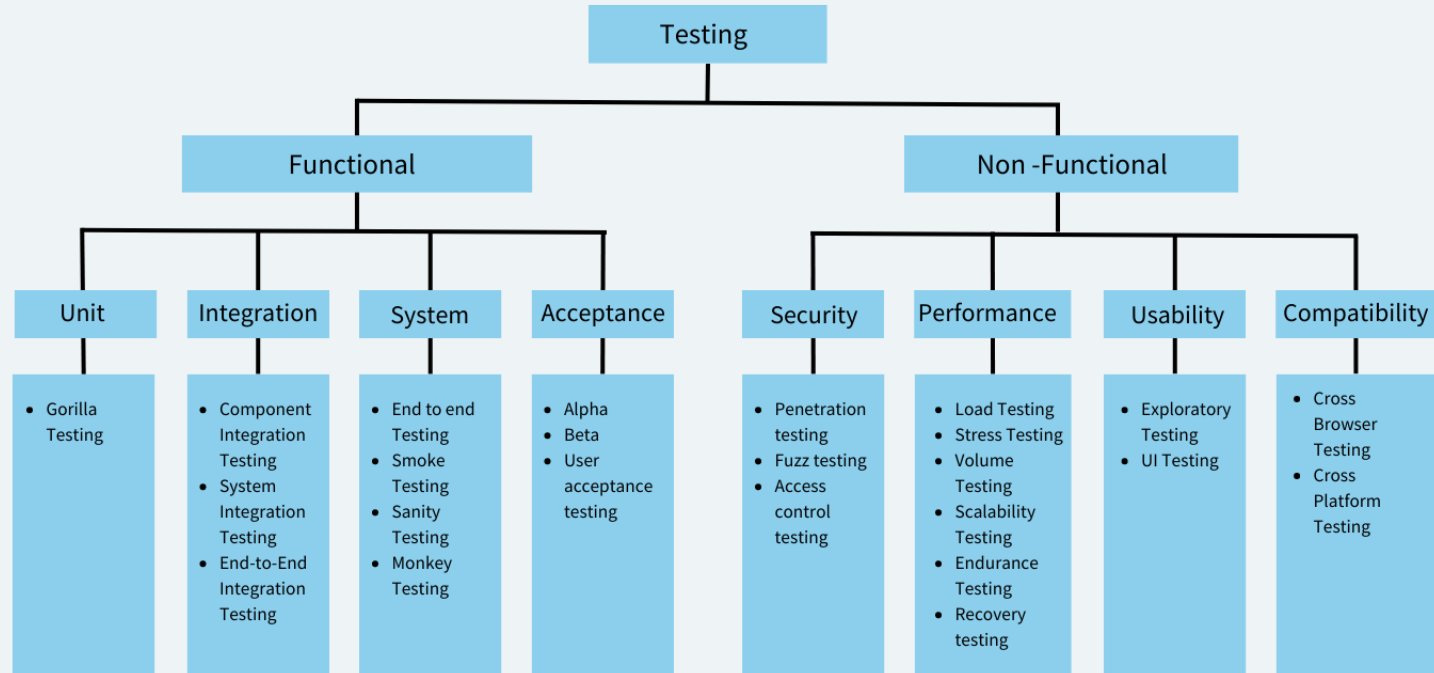 Testing
Functional
Non -Functional
Unit
Integration
System
Acceptance
Security
Performance
Usability
Compatibility
• Gorilla
Testing
• Component
Integration
Testing
• System
Integration
Testing
• End-to-End
Integration
Testing
• End to end
Testing
• Smoke
Testing
• Sanity
Testing
• Monkey
Testing
• Alpha
• Beta
• User
acceptance
testing
• Penetration
testing
• Fuzz testing
• Access
control
testing
• Load Testing
• Stress Testing
• Volume
Testing
• Scalability
Testing
• Endurance
Testing
• Recovery
testing
• Exploratory
Testing
• UI Testing
• Cross
Browser
Testing
• Cross
Platform
Testing